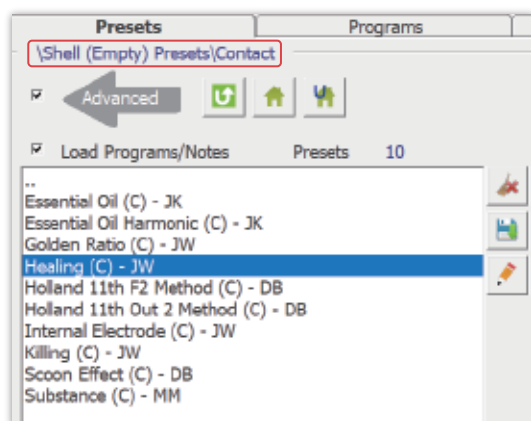 Presets Programs
\Shell (Empty) Presets\Contact
Advanced
Load Programs/Notes Presets 10
..
Essential Oil (C) - JK
Essential Oil Harmonic (C) - JK
Golden Ratio (C) - JW
Healing (C) - JW
Holland 11th F2 Method (C) - DB
Holland 11th Out 2 Method (C) - DB
Internal Electrode (C) - JW
Killing (C) - JW
Scoon Effect (C) - DB
Substance (C) - MM